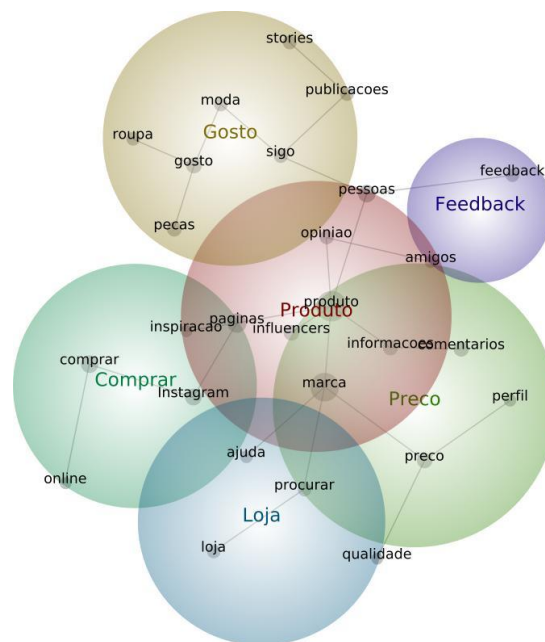 stories
publicacoes
moda
Gosto
roupa
sigo
gosto
feedback
pessoas
Feedback
pecas
opiniao
amigos
produto
Produto
paginas
inspiracao
influencers
informacoes
comentarios
comprar
Comprar
marca
Instagram
Preco
perfil
ajuda
preco
online
procurar
Loja
loja
qualidade